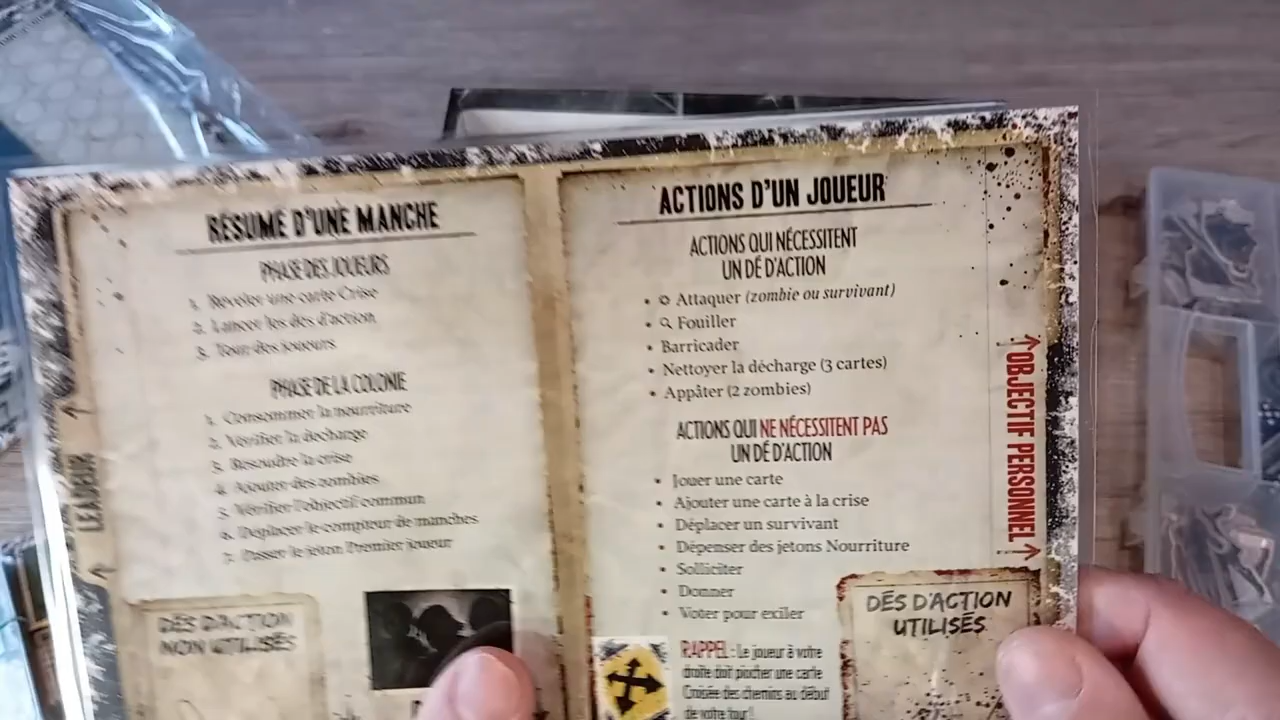 RÉSUMÉ D'UNE MANCHE
PHASE DES JOUEURS
1. Révéler une carte Crise
2. Lancer les dés d'action
3. Tour des joueurs
PHASE DE LA COLONIE
1. Consommer la nourriture
2. Vérifier la décharge
3. Résoudre la crise
4. Ajouter des zombies
5. Vérifier l'objectif commun
6. Déplacer le compteur de manches
7. Passer le jeton Premier joueur
LEADEUR
DÉS D'ACTION
NON UTILISÉS
ACTIONS D'UN JOUEUR
ACTIONS QUI NÉCESSITENT
UN DÉ D'ACTION
• Attaquer (zombie ou survivant)
• Fouiller
• Barricader
• Nettoyer la décharge (3 cartes)
• Appâter (2 zombies)
ACTIONS QUI NE NÉCESSITENT PAS
UN DÉ D'ACTION
• Jouer une carte
• Ajouter une carte à la crise
• Déplacer un survivant
• Dépenser des jetons Nourriture
• Solliciter
• Donner
• Voter pour exiler
RAPPEL : Le joueur à votre
droite doit piocher une carte
Croisée des chemins au début
de votre tour !
DÉS D'ACTION
UTILISÉS
OBJECTIF PERSONNEL